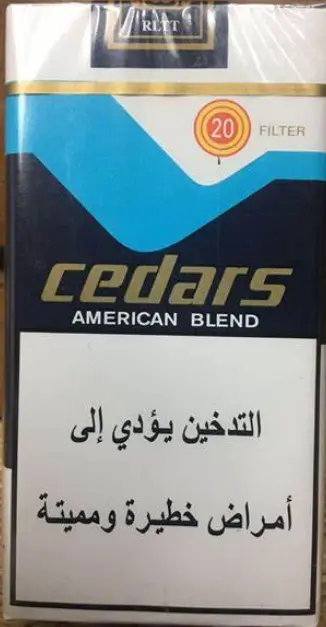 RLTT
20
FILTER
cedars
AMERICAN BLEND
التدخين يؤدي إلى
أمراض خطيرة ومميتة